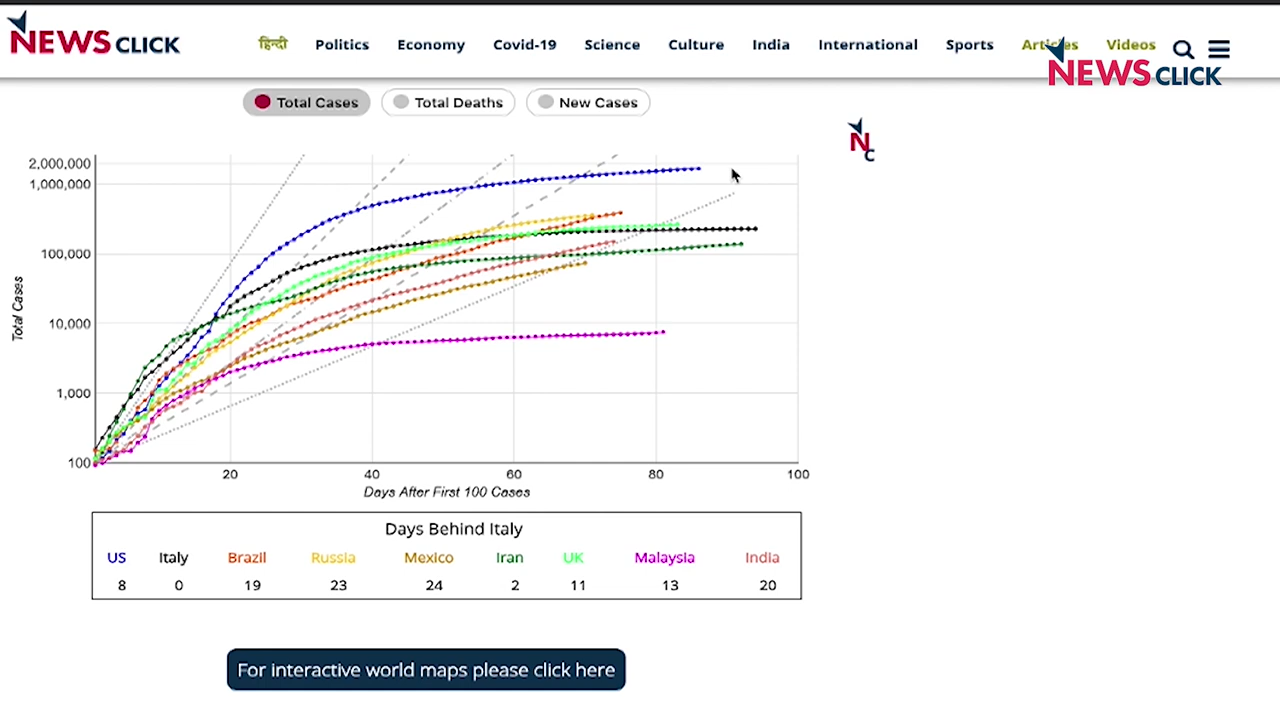 NEWS CLICK
हिन्दी Politics Economy Covid-19 Science Culture India International Sports Articles Videos
NEWS CLICK
Total Cases Total Deaths New Cases
N
C
2,000,000
1,000,000
100,000
10,000
1,000
100
Total Cases
20 40 60 80 100
Days After First 100 Cases
Days Behind Italy
US Italy Brazil Russia Mexico Iran UK Malaysia India
8 0 19 23 24 2 11 13 20
For interactive world maps please click here